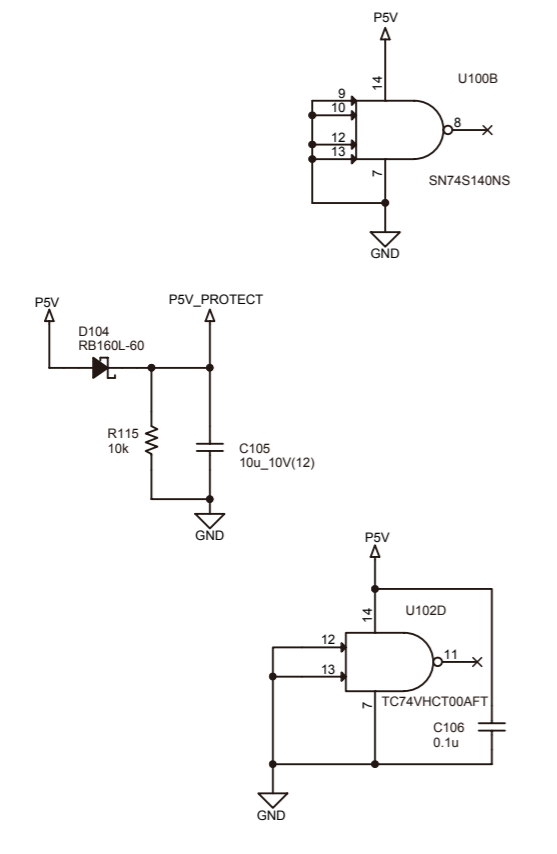 P5V
14
U100B
9
10
8
12
13
7
SN74S140NS
GND
P5V
P5V_PROTECT
D104
RB160L-60
R115
10k
C105
10u_10V(12)
GND
P5V
14
U102D
12
11
13
TC74VHCT00AFT
7
C106
0.1u
GND